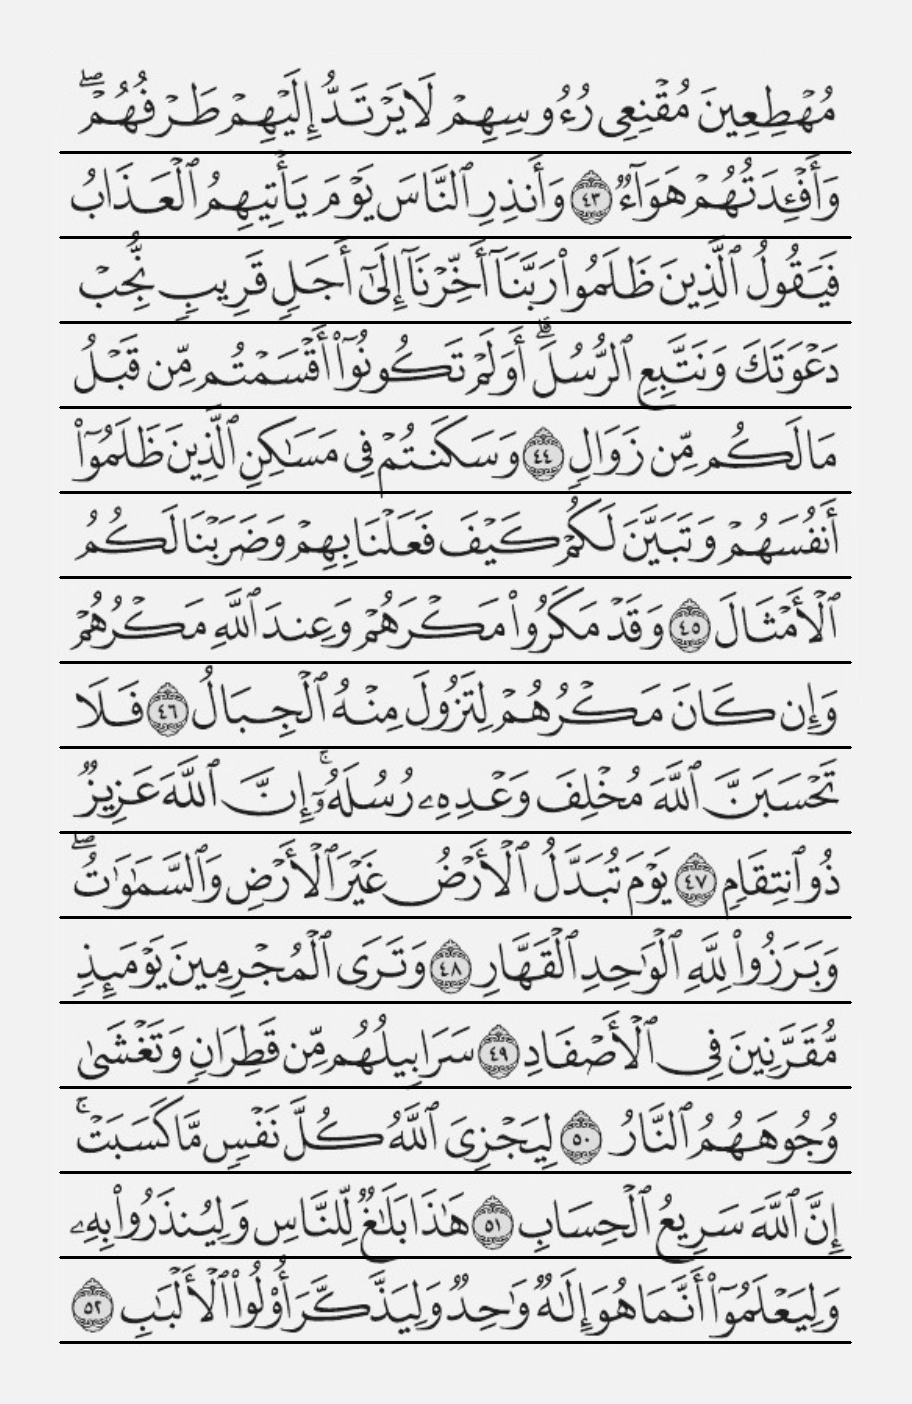 مُهْطِعِينَ مُقْنِعِى رُءُوسِهِمْ لَا يَرْتَدُّ إِلَيْهِمْ طَرْفُهُمْۖ
وَأَفْـِٔدَتُهُمْ هَوَآءٌ ٤٣ وَأَنذِرِ ٱلنَّاسَ يَوْمَ يَأْتِيهِمُ ٱلْعَذَابُ
فَيَقُولُ ٱلَّذِينَ ظَلَمُوا۟ رَبَّنَآ أَخِّرْنَآ إِلَىٰٓ أَجَلٍ قَرِيبٍ نُّجِبْ
دَعْوَتَكَ وَنَتَّبِعِ ٱلرُّسُلَۗ أَوَلَمْ تَكُونُوٓا۟ أَقْسَمْتُم مِّن قَبْلُ
مَا لَكُم مِّن زَوَالٍ ٤٤ وَسَكَنتُمْ فِى مَسَـٰكِنِ ٱلَّذِينَ ظَلَمُوٓا۟
أَنفُسَهُمْ وَتَبَيَّنَ لَكُمْ كَيْفَ فَعَلْنَا بِهِمْ وَضَرَبْنَا لَكُمُ
ٱلْأَمْثَالَ ٤٥ وَقَدْ مَكَرُوا۟ مَكْرَهُمْ وَعِندَ ٱللَّهِ مَكْرُهُمْ
وَإِن كَانَ مَكْرُهُمْ لِتَزُولَ مِنْهُ ٱلْجِبَالُ ٤٦ فَلَا
تَحْسَبَنَّ ٱللَّهَ مُخْلِفَ وَعْدِهِۦ رُسُلَهُۥٓۚ إِنَّ ٱللَّهَ عَزِيزٌ
ذُو ٱنتِقَامٍ ٤٧ يَوْمَ تُبَدَّلُ ٱلْأَرْضُ غَيْرَ ٱلْأَرْضِ وَٱلسَّمَـٰوَٰتُۖ
وَبَرَزُوا۟ لِلَّهِ ٱلْوَٰحِدِ ٱلْقَهَّارِ ٤٨ وَتَرَى ٱلْمُجْرِمِينَ يَوْمَئِذٍ
مُّقَرَّنِينَ فِى ٱلْأَصْفَادِ ٤٩ سَرَابِيلُهُم مِّن قَطِرَانٍ وَتَغْشَىٰ
وُجُوهَهُمُ ٱلنَّارُ ٥٠ لِيَجْزِىَ ٱللَّهُ كُلَّ نَفْسٍ مَّا كَسَبَتْۚ
إِنَّ ٱللَّهَ سَرِيعُ ٱلْحِسَابِ ٥١ هَـٰذَا بَلَـٰغٌ لِّلنَّاسِ وَلِيُنذَرُوا۟ بِهِۦ
وَلِيَعْلَمُوٓا۟ أَنَّمَا هُوَ إِلَـٰهٌ وَٰحِدٌ وَلِيَذَّكَّرَ أُو۟لُوا۟ ٱلْأَلْبَـٰبِ ٥٢